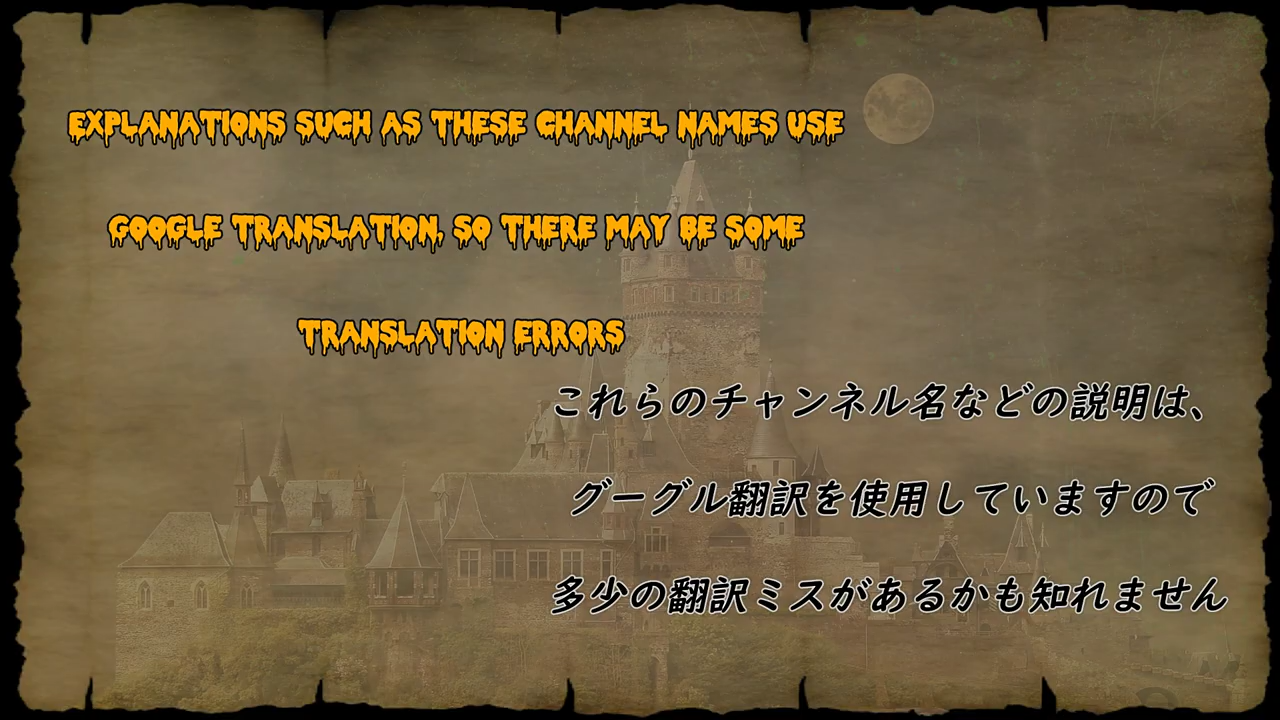 EXPLANATIONS SUCH AS THESE CHANNEL NAMES USE
GOOGLE TRANSLATION, SO THERE MAY BE SOME
TRANSLATION ERRORS
これらのチャンネル名などの説明は、
グーグル翻訳を使用していますので
多少の翻訳ミスがあるかも知れません